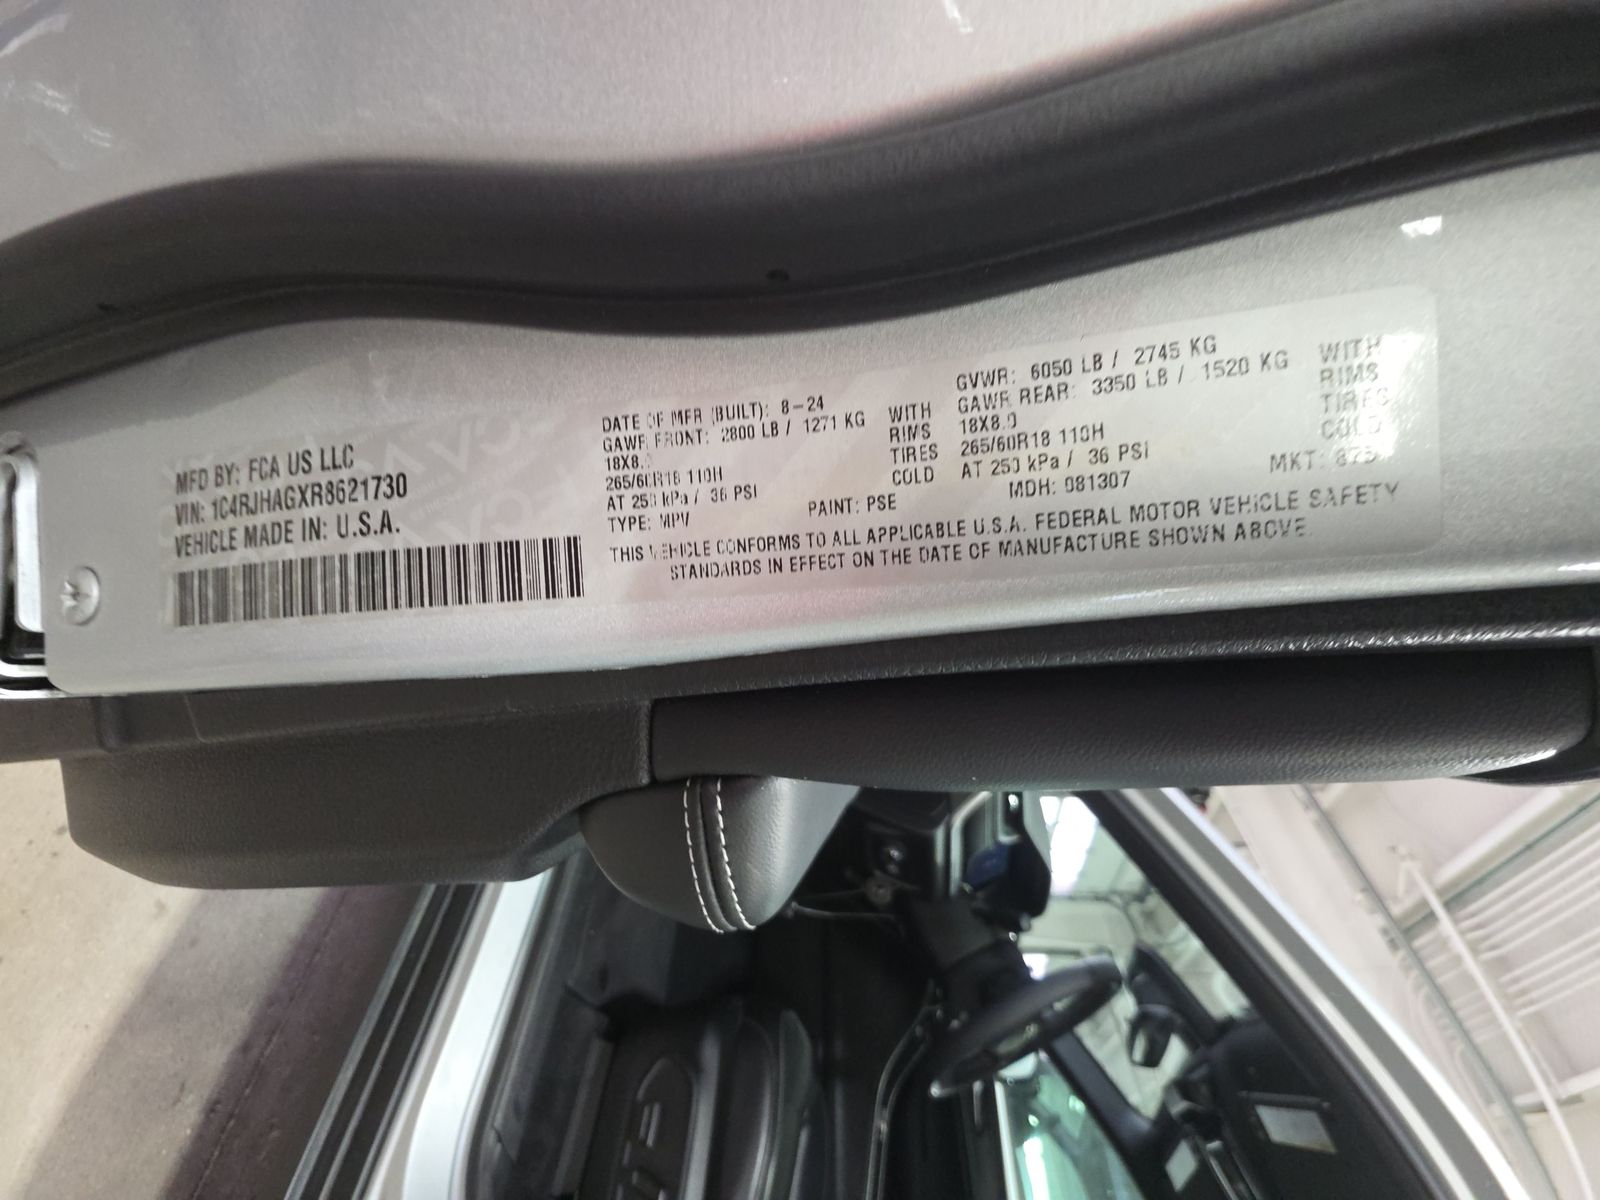 MFD BY: FCA US LLC
VIN: 1C4RJHAGXR8621730
VEHICLE MADE IN: U.S.A.
DATE OF MFR (BUILT): 8-24
GAWR FRONT: 2800 LB / 1271 KG WITH
18X8.0 RIMS
265/60R18 110H TIRES
AT 250 kPa / 36 PSI COLD
TYPE: MPV PAINT: PSE
GVWR: 6050 LB / 2745 KG
GAWR REAR: 3350 LB / 1520 KG WITH
18X8.0 RIMS
265/60R18 110H TIRES
AT 250 kPa / 36 PSI COLD
MDH: 081307 MKT:
THIS VEHICLE CONFORMS TO ALL APPLICABLE U.S.A. FEDERAL MOTOR VEHICLE SAFETY
STANDARDS IN EFFECT ON THE DATE OF MANUFACTURE SHOWN ABOVE.